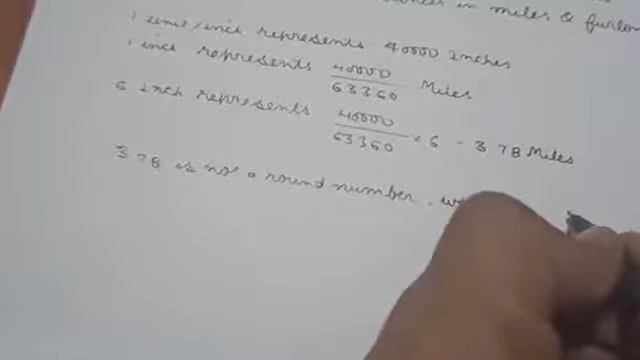 in miles & furlon
1 unit/inch represents 40000 Inches
1 inch represents 40000/63360 Miles
6 inch represents 40000/63360 × 6 - 3 78 Miles
3 78 is not a round number, w